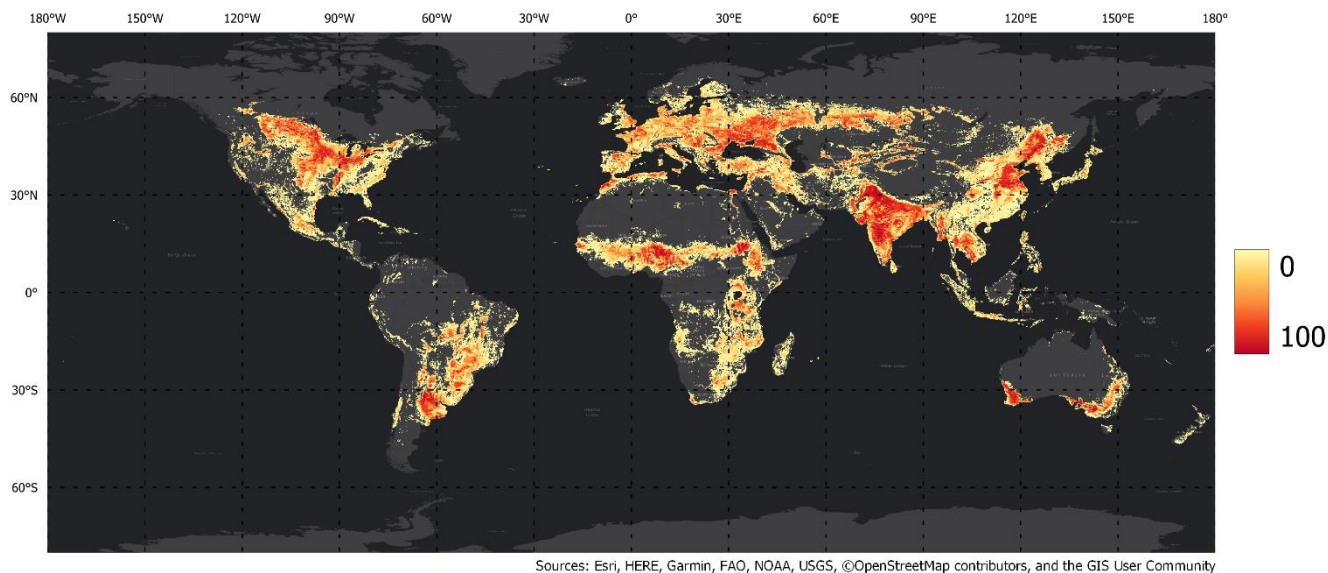 180°W 150°W 120°W 90°W 60°W 30°W 0° 30°E 60°E 90°E 120°E 150°E 180°
60°N
30°N
0°
30°S
60°S
0
100
AUSTRALIA
Sources: Esri, HERE, Garmin, FAO, NOAA, USGS, ©OpenStreetMap contributors, and the GIS User Community